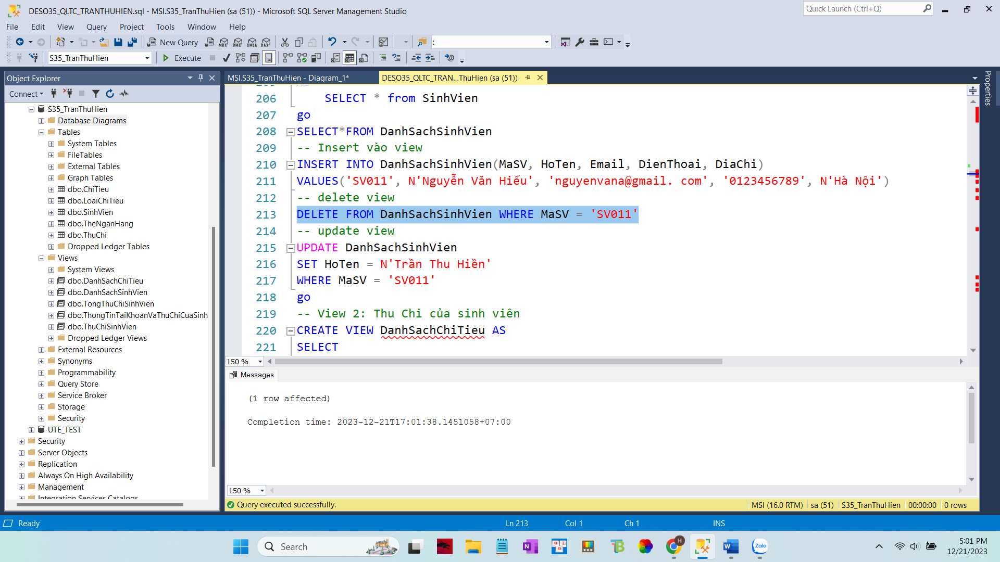 DESO35_QLTC_TRANTHUHIEN.sql - MSI.S35_TranThuHien (sa (51)) - Microsoft SQL Server Management Studio
Quick Launch (Ctrl+Q)
File Edit View Query Project Tools Window Help
New Query
MDX DMX XMLA DAX
:
S35_TranThuHien
Execute
Object Explorer
MSI.S35_TranThuHien - Diagram_1*
DESO35_QLTC_TRAN...ThuHien (sa (51))
Properties
Connect
S35_TranThuHien
Database Diagrams
Tables
System Tables
FileTables
External Tables
Graph Tables
dbo.ChiTieu
dbo.LoaiChiTieu
dbo.SinhVien
dbo.TheNganHang
dbo.ThuChi
Dropped Ledger Tables
Views
System Views
dbo.DanhSachChiTieu
dbo.DanhSachSinhVien
dbo.TongThuChiSinhVien
dbo.ThongTinTaiKhoanVaThuChiCuaSinh
dbo.ThuChiSinhVien
Dropped Ledger Views
External Resources
Synonyms
Programmability
Query Store
Service Broker
Storage
Security
UTE_TEST
Security
Server Objects
Replication
Always On High Availability
Management
Integration Services Catalogs
206 SELECT * from SinhVien
207 go
208 SELECT*FROM DanhSachSinhVien
209 -- Insert vào view
210 INSERT INTO DanhSachSinhVien(MaSV, HoTen, Email, DienThoai, DiaChi)
211 VALUES('SV011', N'Nguyễn Văn Hiếu', 'nguyenvana@gmail. com', '0123456789', N'Hà Nội')
212 -- delete view
213 DELETE FROM DanhSachSinhVien WHERE MaSV = 'SV011'
214 -- update view
215 UPDATE DanhSachSinhVien
216 SET HoTen = N'Trần Thu Hiền'
217 WHERE MaSV = 'SV011'
218 go
219 -- View 2: Thu Chi của sinh viên
220 CREATE VIEW DanhSachChiTieu AS
221 SELECT
150 %
Messages
(1 row affected)
Completion time: 2023-12-21T17:01:38.1451058+07:00
150 %
Query executed successfully.
MSI (16.0 RTM) sa (51) S35_TranThuHien 00:00:00 0 rows
Ready
Ln 213 Col 1 Ch 1 INS
Search
Zalo
5:01 PM
12/21/2023